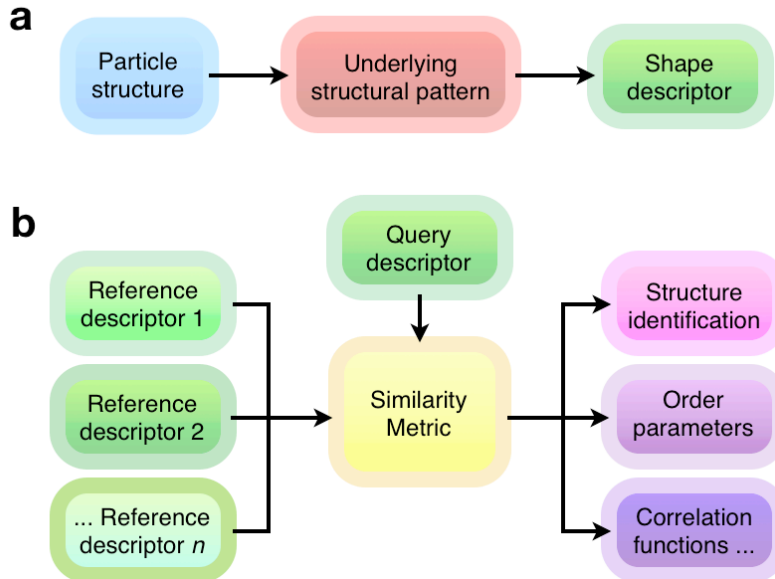 a
Particle
structure
Underlying
structural pattern
Shape
descriptor
b
Query
descriptor
Reference
descriptor 1
Reference
descriptor 2
... Reference
descriptor n
Similarity
Metric
Structure
identification
Order
parameters
Correlation
functions ...